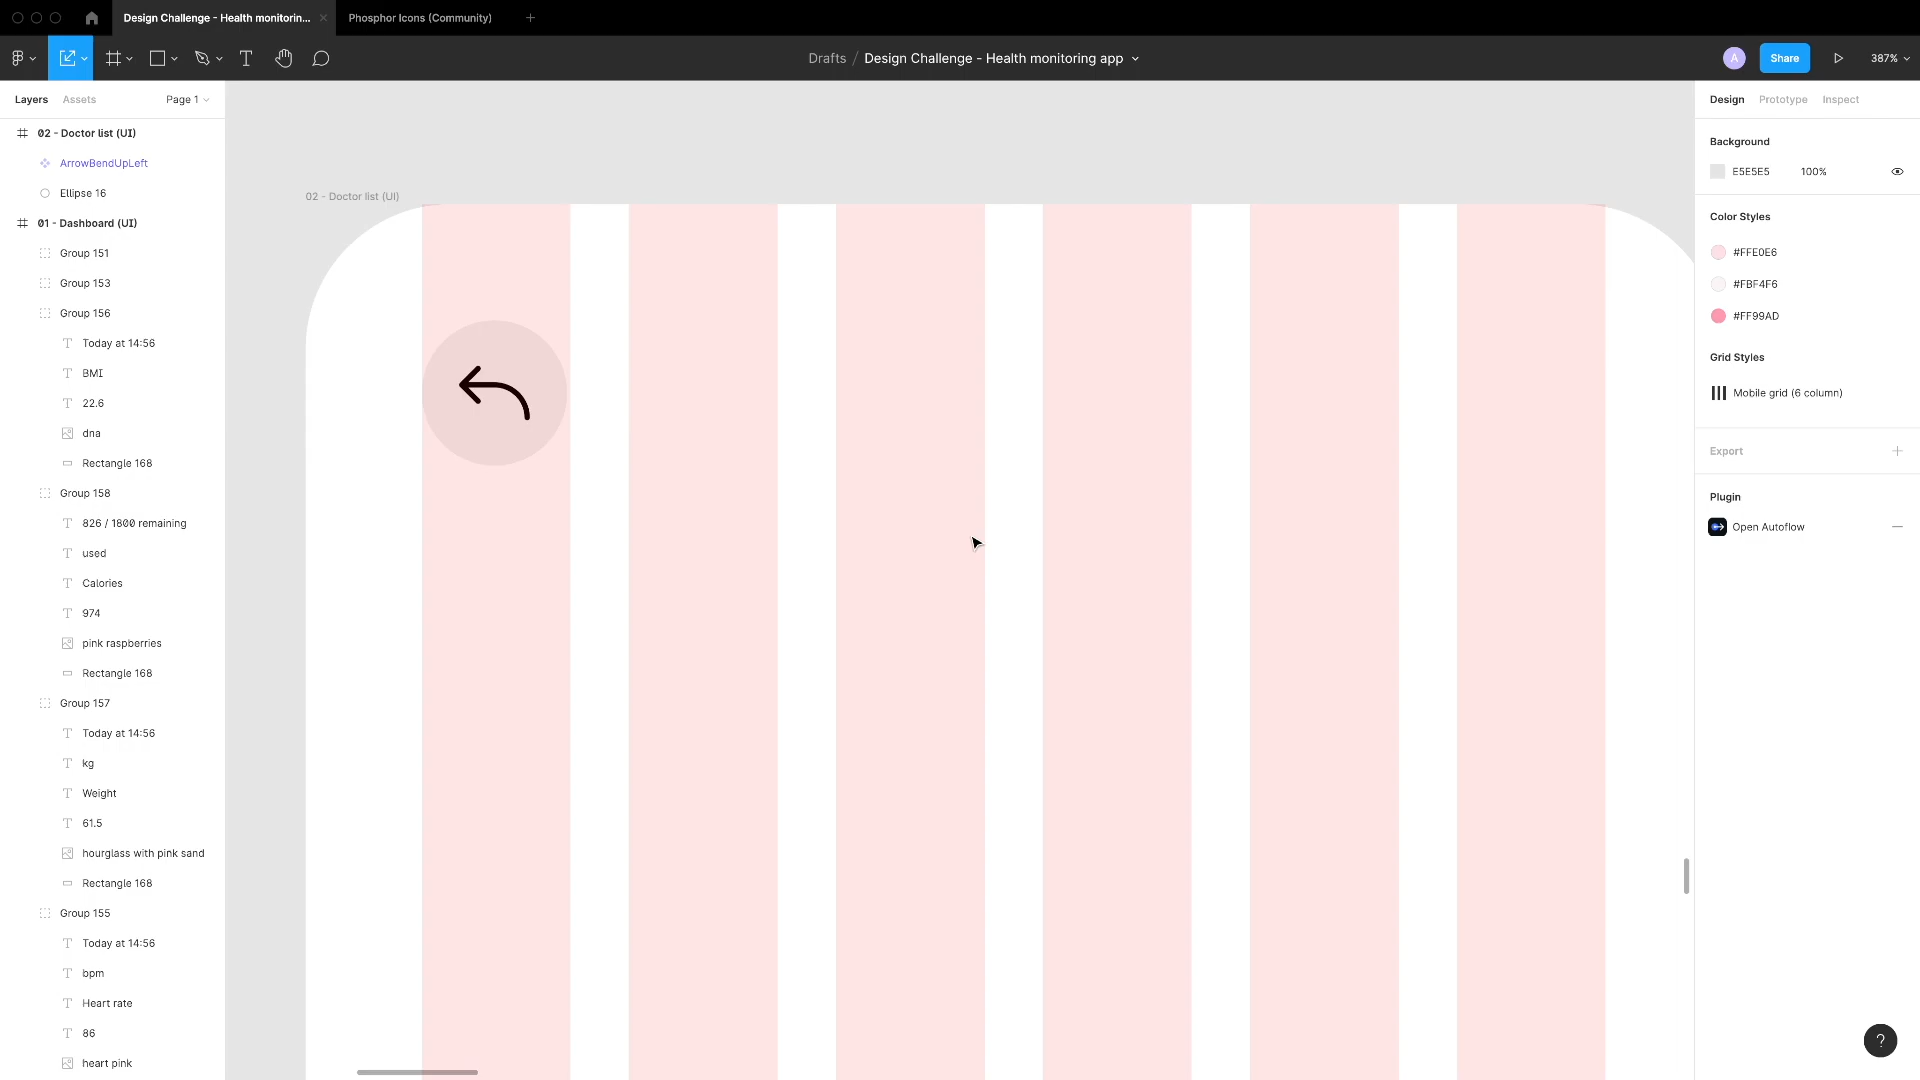 Design Challenge - Health monitorin...
Phosphor Icons (Community)
Drafts / Design Challenge - Health monitoring app
A
Share
387%
Layers
Assets
Page 1
02 - Doctor list (UI)
ArrowBendUpLeft
Ellipse 16
01 - Dashboard (UI)
Group 151
Group 153
Group 156
Today at 14:56
BMI
22.6
dna
Rectangle 168
Group 158
826 / 1800 remaining
used
Calories
974
pink raspberries
Rectangle 168
Group 157
Today at 14:56
kg
Weight
61.5
hourglass with pink sand
Rectangle 168
Group 155
Today at 14:56
bpm
Heart rate
86
heart pink
02 - Doctor list (UI)
Design
Prototype
Inspect
Background
E5E5E5
100%
Color Styles
#FFE0E6
#FBF4F6
#FF99AD
Grid Styles
Mobile grid (6 column)
Export
Plugin
Open Autoflow
?